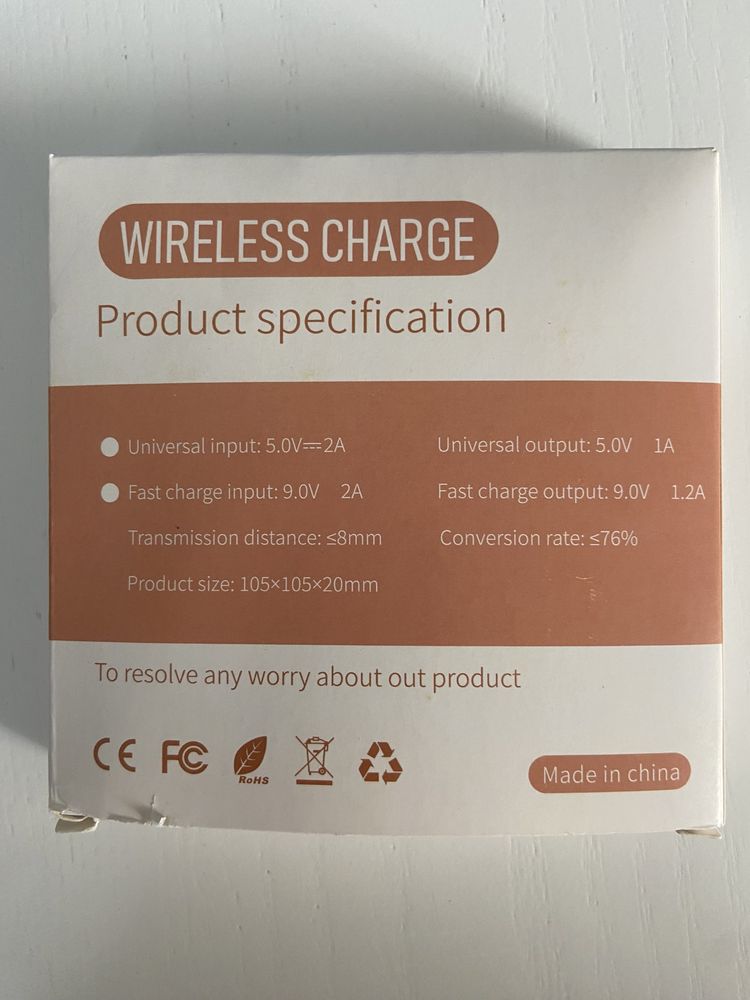 WIRELESS CHARGE
Product specification
Universal input: 5.0V⎓2A
Universal output: 5.0V 1A
Fast charge input: 9.0V 2A
Fast charge output: 9.0V 1.2A
Transmission distance: ≤8mm
Conversion rate: ≤76%
Product size: 105×105×20mm
To resolve any worry about out product
CE FC RoHS
Made in china